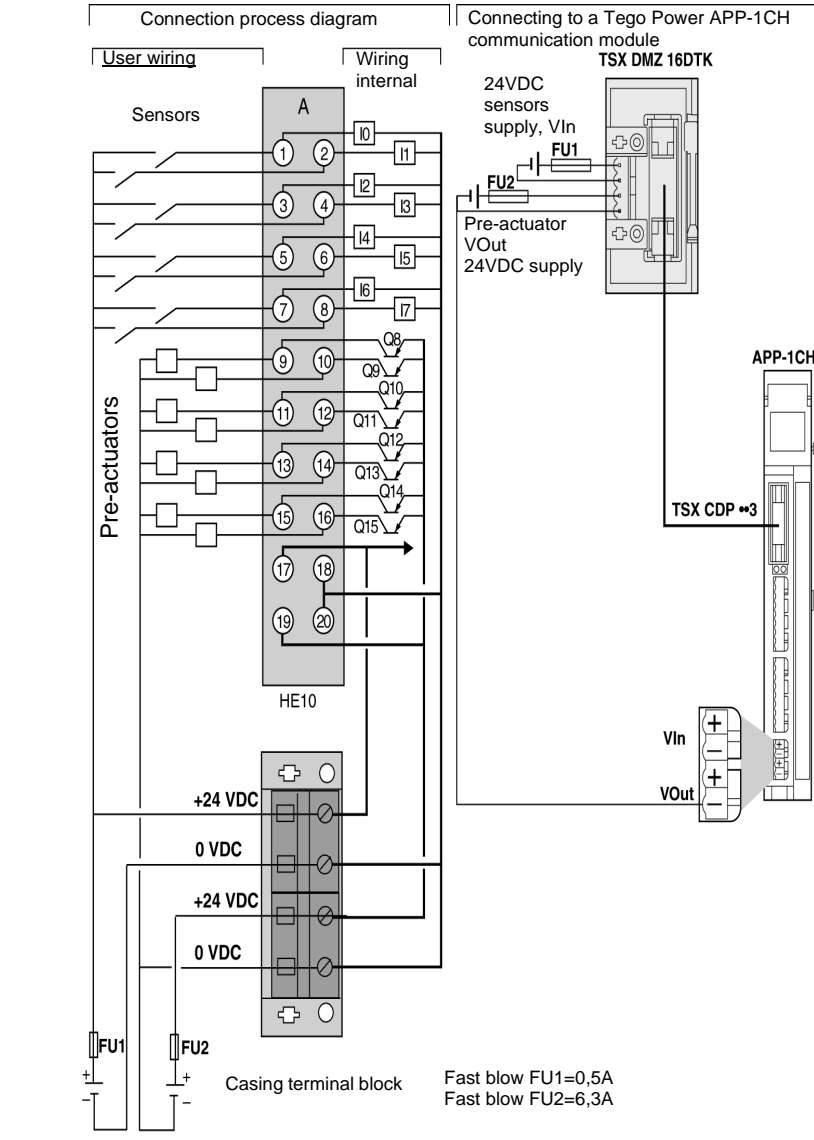 Connection process diagram
User wiring
Wiring
internal
Sensors
A
I0
1
2
I1
I2
3
4
I3
I4
5
6
I5
I6
7
8
I7
Q8
9
10
Q9
Q10
11
12
Q11
Q12
13
14
Q13
Q14
15
16
Q15
Pre-actuators
17
18
19
20
HE10
+24 VDC
0 VDC
+24 VDC
0 VDC
FU1
FU2
+
–
+
–
Casing terminal block
Fast blow FU1=0,5A
Fast blow FU2=6,3A
Connecting to a Tego Power APP-1CH
communication module
TSX DMZ 16DTK
24VDC
sensors
supply, VIn
FU1
FU2
Pre-actuator
VOut
24VDC supply
APP-1CH
TSX CDP ••3
VIn
+
–
VOut
+
–
+
–
+
–